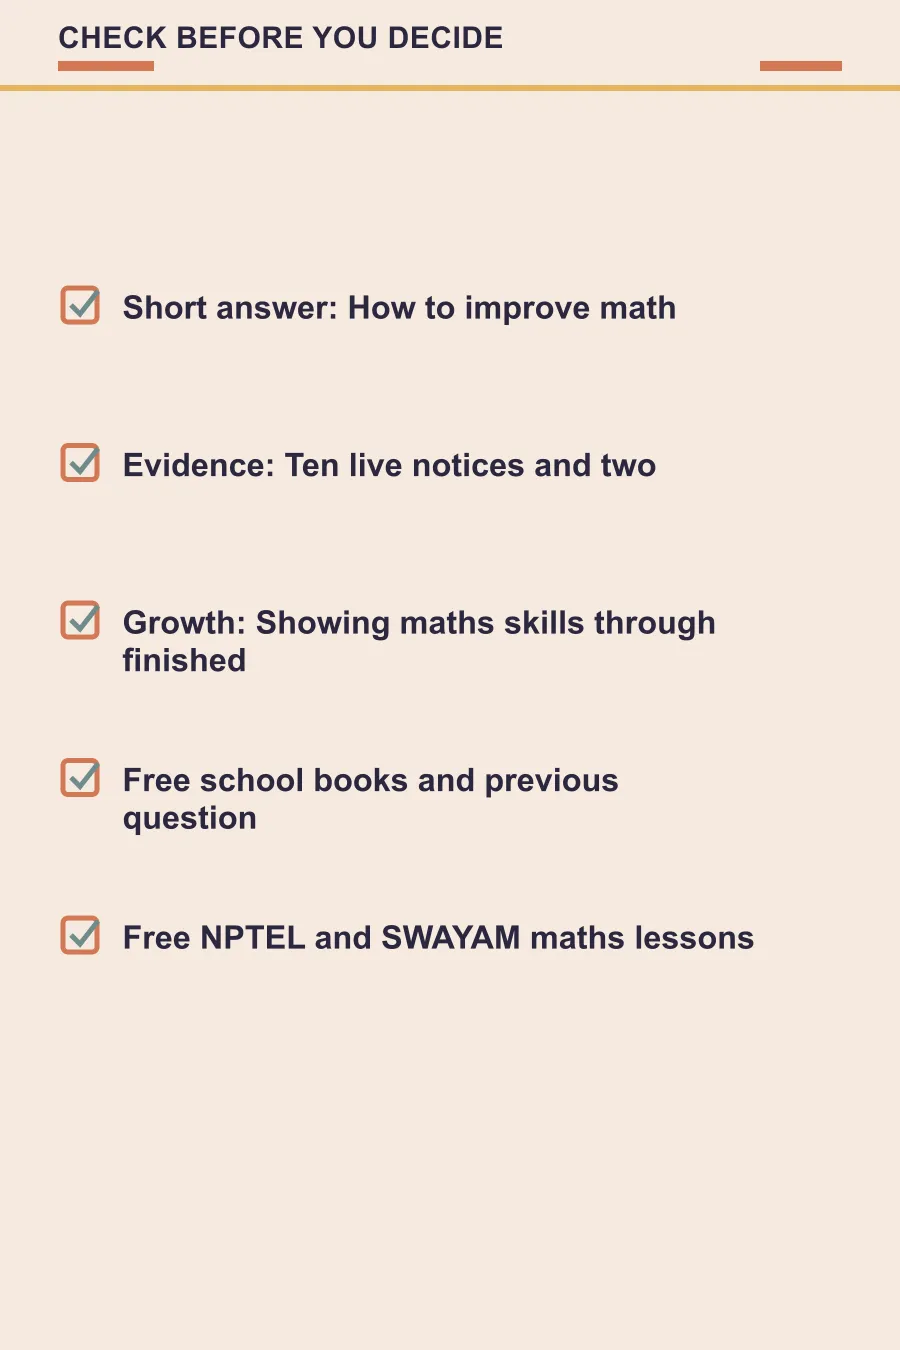 CHECK BEFORE YOU DECIDE
Short answer: How to improve math
Evidence: Ten live notices and two
Growth: Showing maths skills through
finished
Free school books and previous
question
Free NPTEL and SWAYAM maths lessons